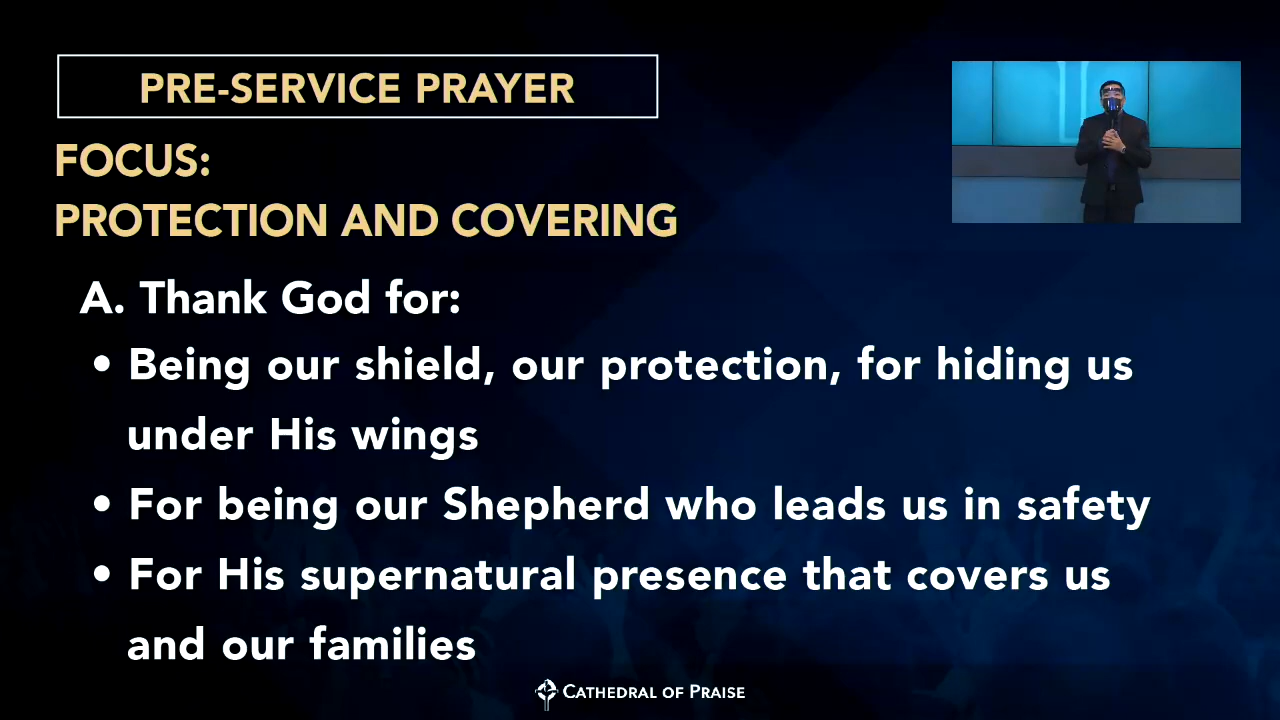 PRE-SERVICE PRAYER
FOCUS:
PROTECTION AND COVERING
A. Thank God for:
• Being our shield, our protection, for hiding us
under His wings
• For being our Shepherd who leads us in safety
• For His supernatural presence that covers us
and our families
CATHEDRAL OF PRAISE